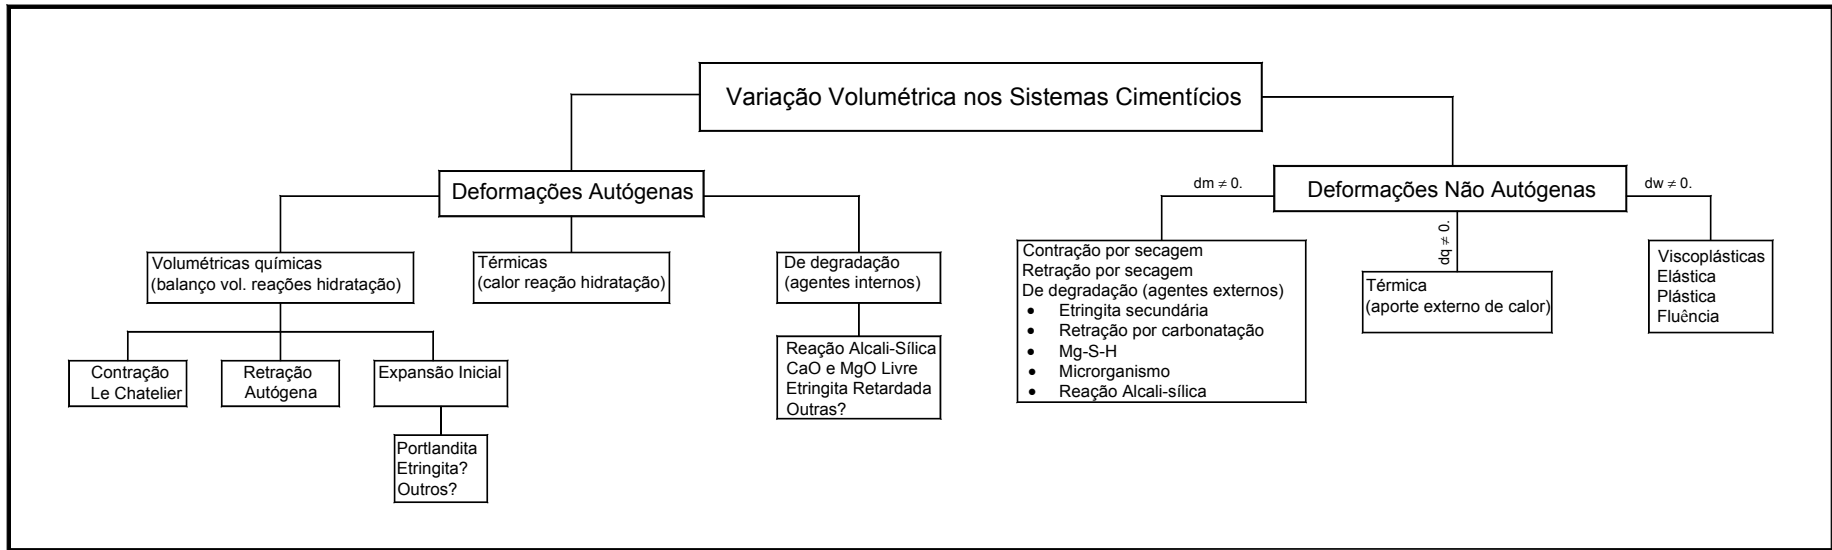 Variação Volumétrica nos Sistemas Cimentícios
Deformações Autógenas
dm ≠ 0.
Deformações Não Autógenas
dw ≠ 0.
dq ≠ 0.
Volumétricas químicas
(balanço vol. reações hidratação)
Térmicas
(calor reação hidratação)
De degradação
(agentes internos)
Contração por secagem
Retração por secagem
De degradação (agentes externos)
• Etringita secundária
• Retração por carbonatação
• Mg-S-H
• Microrganismo
• Reação Alcali-sílica
Térmica
(aporte externo de calor)
Viscoplásticas
Elástica
Plástica
Fluência
Contração
Le Chatelier
Retração
Autógena
Expansão Inicial
Reação Alcali-Sílica
CaO e MgO Livre
Etringita Retardada
Outras?
Portlandita
Etringita?
Outros?